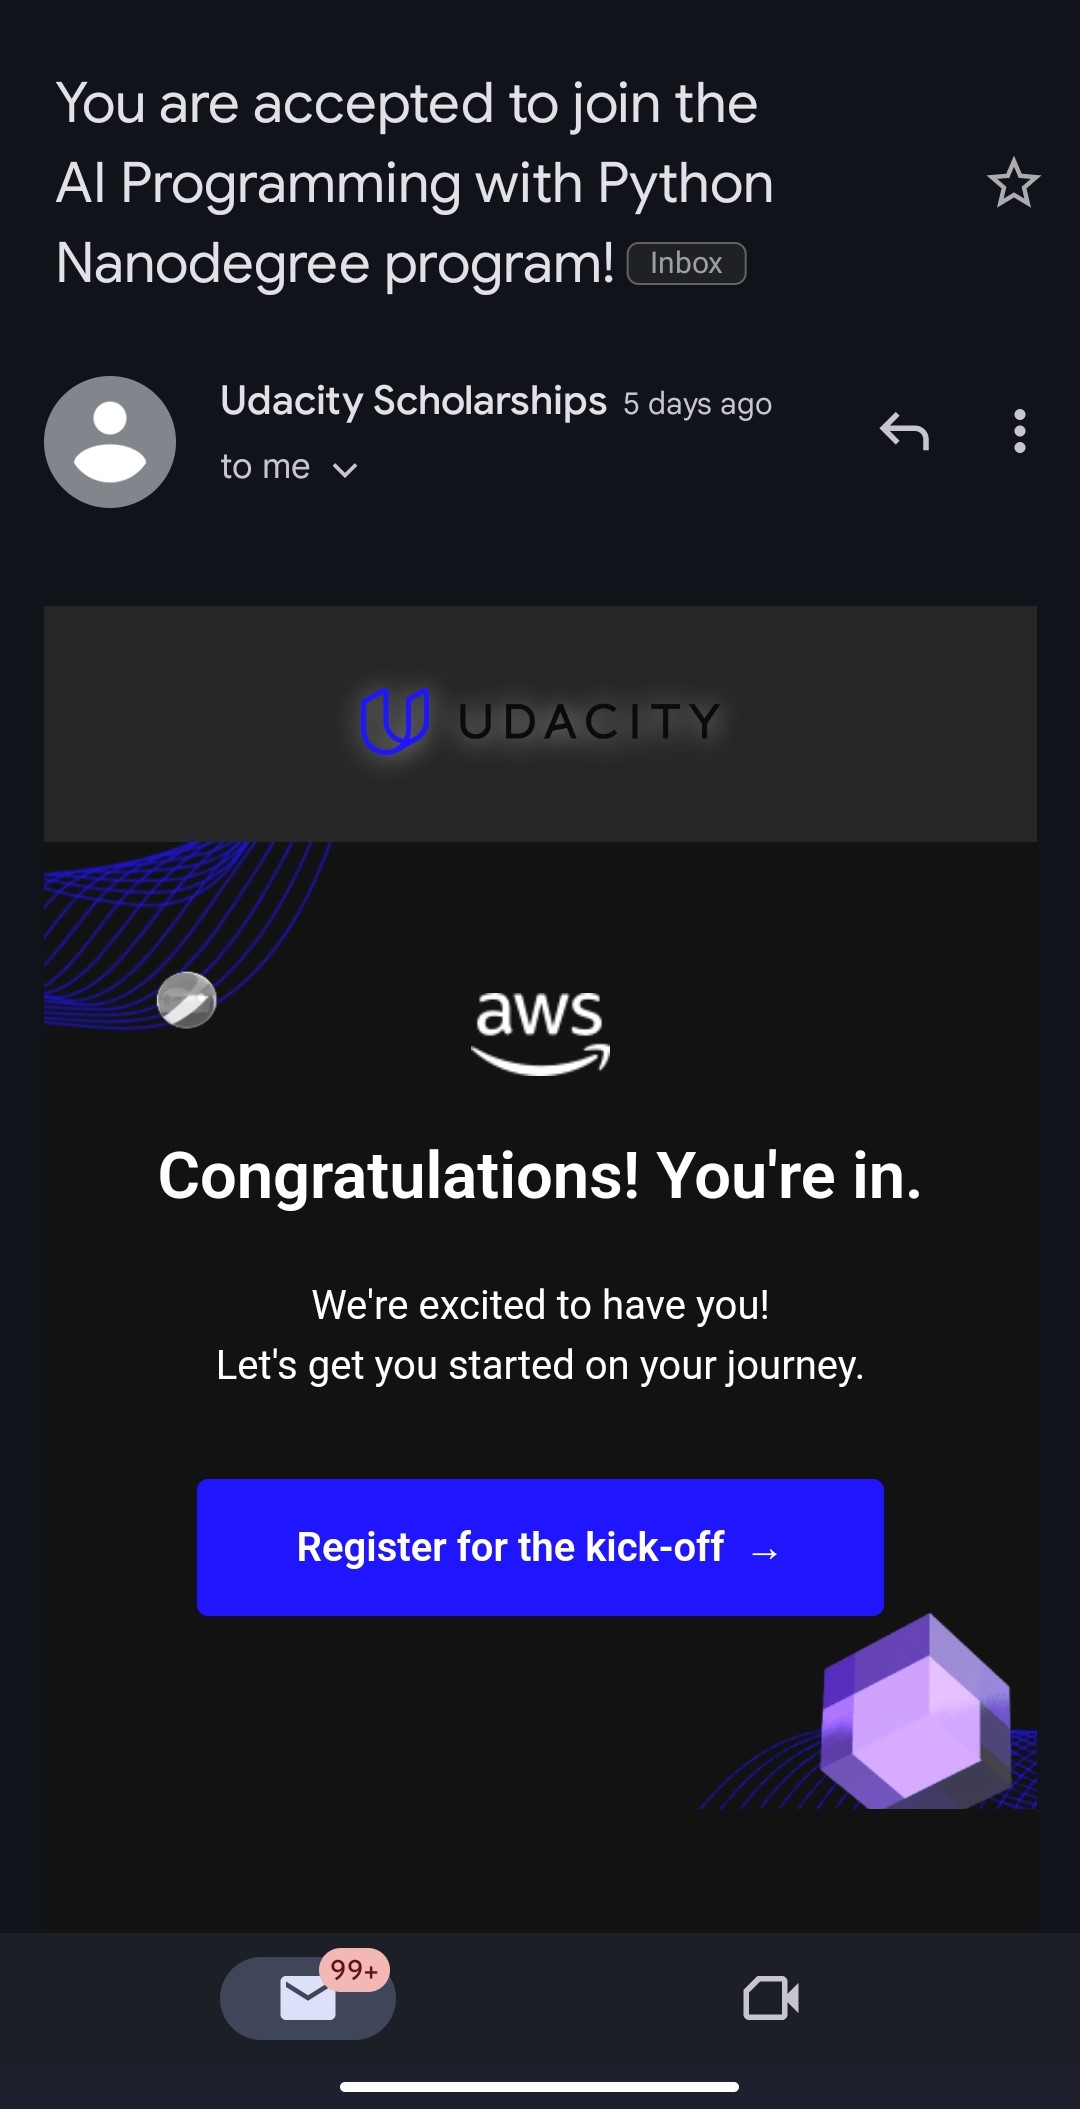 You are accepted to join the
AI Programming with Python
Nanodegree program! Inbox
Udacity Scholarships 5 days ago
to me
UDACITY
aws
Congratulations! You're in.
We're excited to have you!
Let's get you started on your journey.
Register for the kick-off →
99+